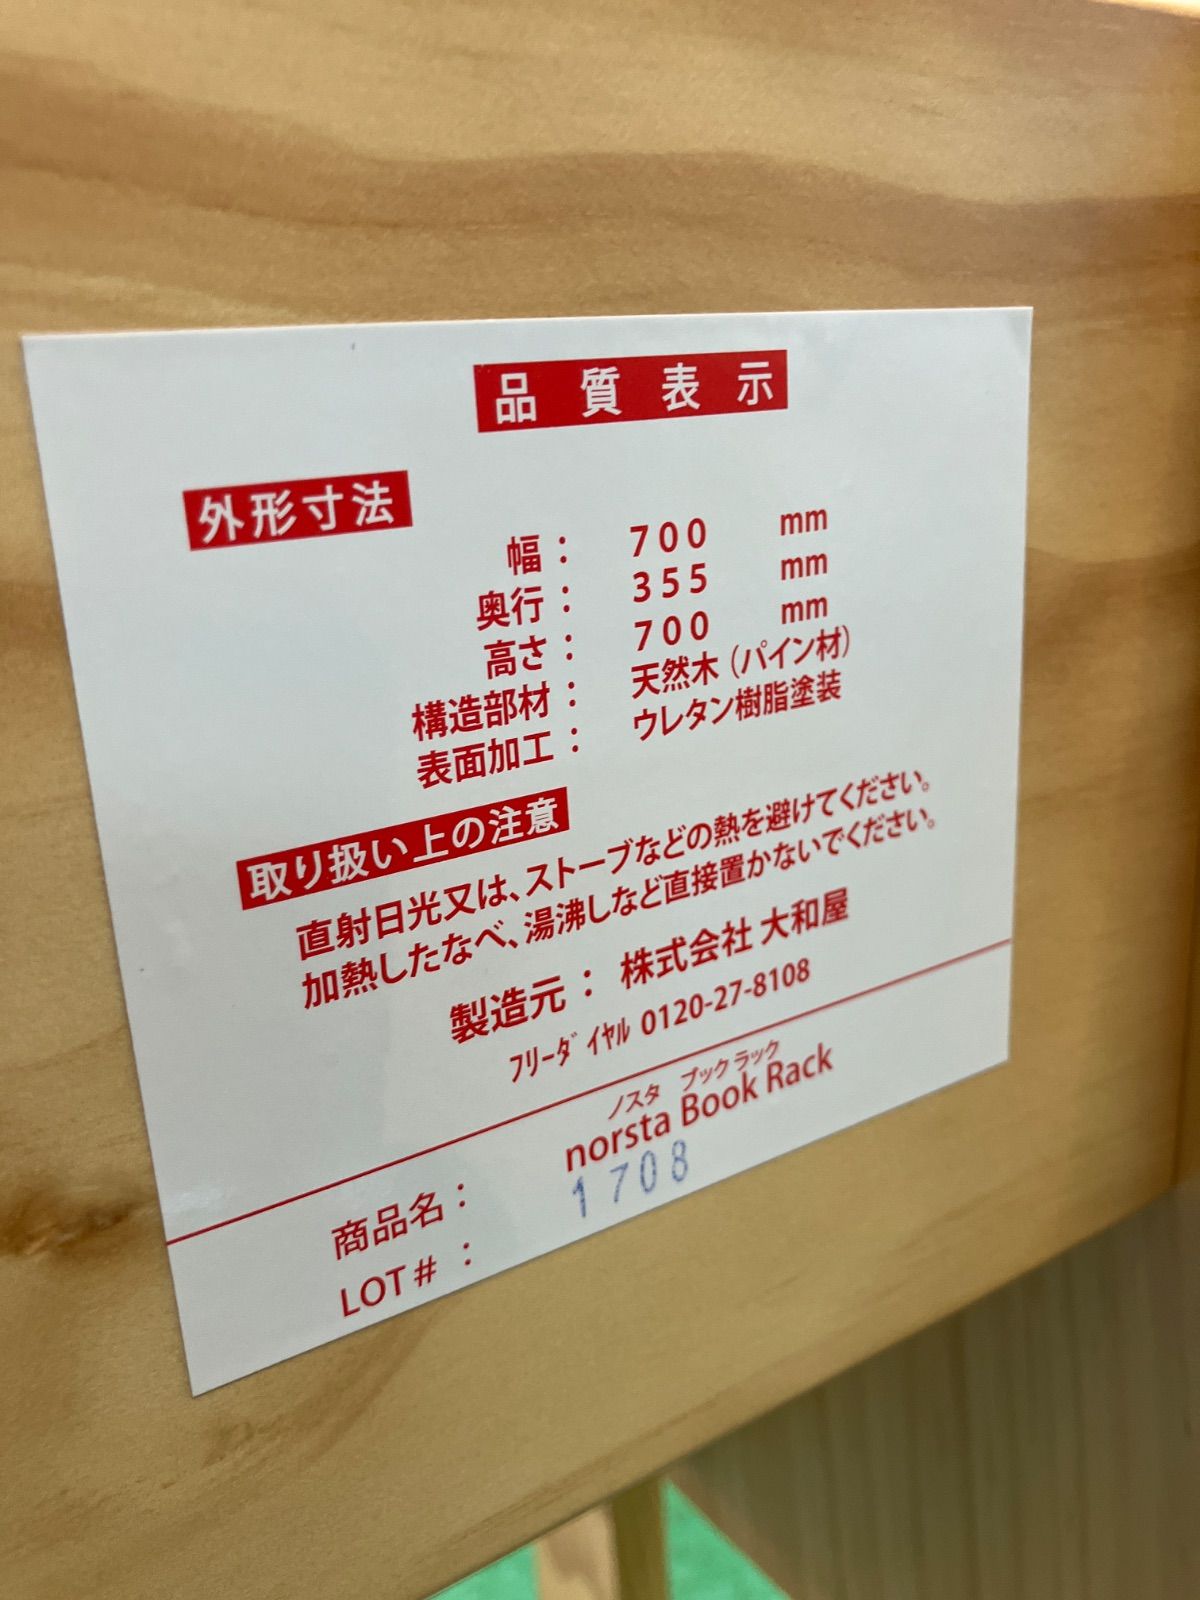 品質表示
外形寸法
幅： 700 mm
奥行： 355 mm
高さ： 700 mm
構造部材： 天然木（パイン材）
表面加工： ウレタン樹脂塗装
取り扱い上の注意
直射日光又は、ストーブなどの熱を避けてください。
加熱したなべ、湯沸しなど直接置かないでください。
製造元： 株式会社 大和屋
ﾌﾘｰﾀﾞｲﾔﾙ 0120-27-8108
ノスタ ブックラック
商品名： norsta Book Rack
LOT＃： 1708